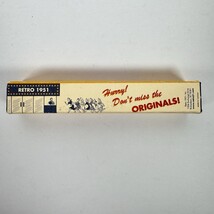 RETRO 1951
Hurry!
Don't miss the
ORIGINALS!